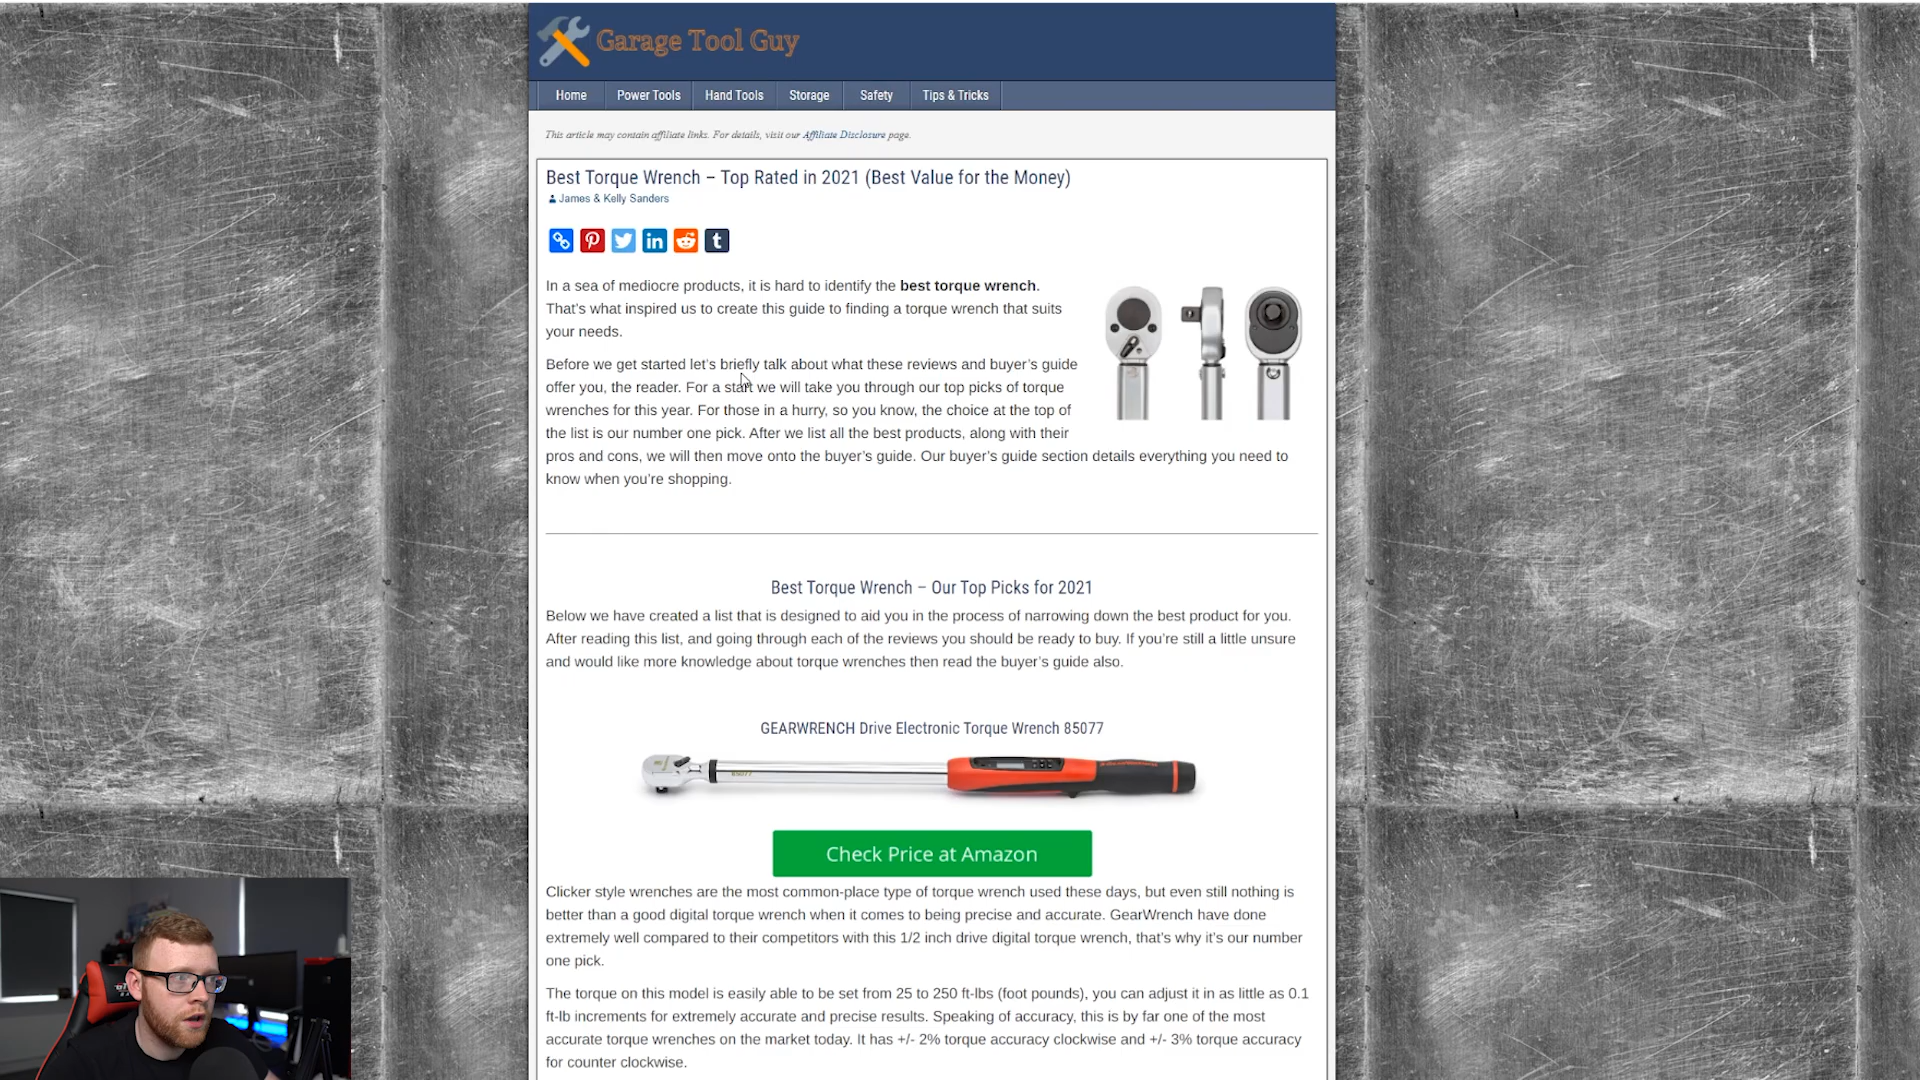 Garage Tool Guy
Home Power Tools Hand Tools Storage Safety Tips & Tricks
This article may contain affiliate links. For details, visit our Affiliate Disclosure page.
Best Torque Wrench – Top Rated in 2021 (Best Value for the Money)
James & Kelly Sanders
In a sea of mediocre products, it is hard to identify the best torque wrench.
That’s what inspired us to create this guide to finding a torque wrench that suits
your needs.
Before we get started let’s briefly talk about what these reviews and buyer’s guide
offer you, the reader. For a start we will take you through our top picks of torque
wrenches for this year. For those in a hurry, so you know, the choice at the top of
the list is our number one pick. After we list all the best products, along with their
pros and cons, we will then move onto the buyer’s guide. Our buyer’s guide section details everything you need to
know when you’re shopping.
Best Torque Wrench – Our Top Picks for 2021
Below we have created a list that is designed to aid you in the process of narrowing down the best product for you.
After reading this list, and going through each of the reviews you should be ready to buy. If you’re still a little unsure
and would like more knowledge about torque wrenches then read the buyer’s guide also.
GEARWRENCH Drive Electronic Torque Wrench 85077
85077
Check Price at Amazon
Clicker style wrenches are the most common-place type of torque wrench used these days, but even still nothing is
better than a good digital torque wrench when it comes to being precise and accurate. GearWrench have done
extremely well compared to their competitors with this 1/2 inch drive digital torque wrench, that’s why it’s our number
one pick.
The torque on this model is easily able to be set from 25 to 250 ft-lbs (foot pounds), you can adjust it in as little as 0.1
ft-lb increments for extremely accurate and precise results. Speaking of accuracy, this is by far one of the most
accurate torque wrenches on the market today. It has +/- 2% torque accuracy clockwise and +/- 3% torque accuracy
for counter clockwise.